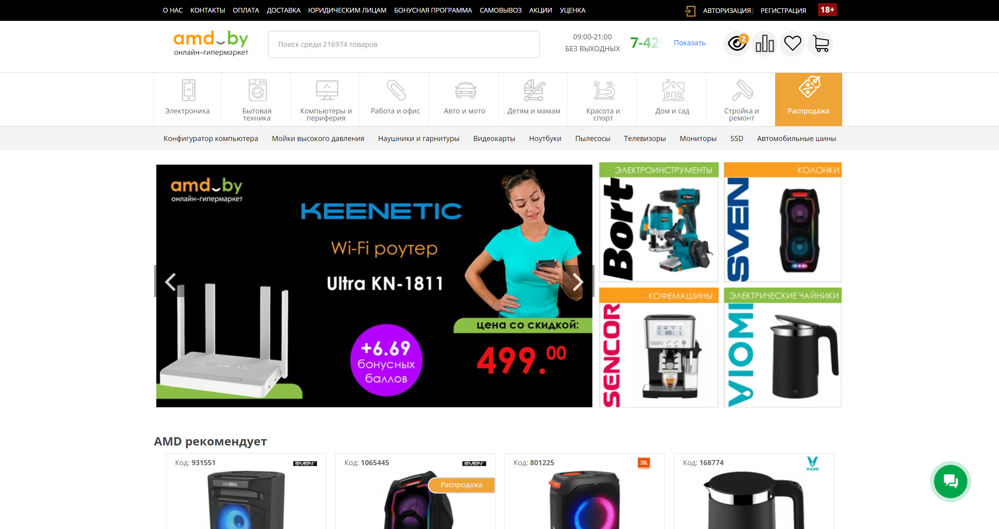 О НАС КОНТАКТЫ ОПЛАТА ДОСТАВКА ЮРИДИЧЕСКИМ ЛИЦАМ БОНУСНАЯ ПРОГРАММА САМОВЫВОЗ АКЦИИ УЦЕНКА АВТОРИЗАЦИЯ | РЕГИСТРАЦИЯ 18+
amd.by
онлайн-гипермаркет
Поиск среди 216974 товаров
09:00-21:00
БЕЗ ВЫХОДНЫХ
7-429 Показать
2
Электроника
Бытовая
техника
Компьютеры и
периферия
Работа и офис
Авто и мото
Детям и мамам
Красота и
спорт
Дом и сад
Стройка и
ремонт
Распродажа
Конфигуратор компьютера Мойки высокого давления Наушники и гарнитуры Видеокарты Ноутбуки Пылесосы Телевизоры Мониторы SSD Автомобильные шины
amd.by
онлайн-гипермаркет
KEENETIC
Wi-Fi роутер
Ultra KN-1811
цена со скидкой:
499.00
+6.69
бонусных
баллов
KEENETIC
ЭЛЕКТРОИНСТРУМЕНТЫ
Bort
КОЛОНКИ
SVEN
КОФЕМАШИНЫ
SENCOR
ЭЛЕКТРИЧЕСКИЕ ЧАЙНИКИ
VIOMI
AMD рекомендует
Код: 931551 SVEN
SVEN
Код: 1065445 SVEN
Распродажа
Код: 801225 JBL
Код: 168774 VIOMI